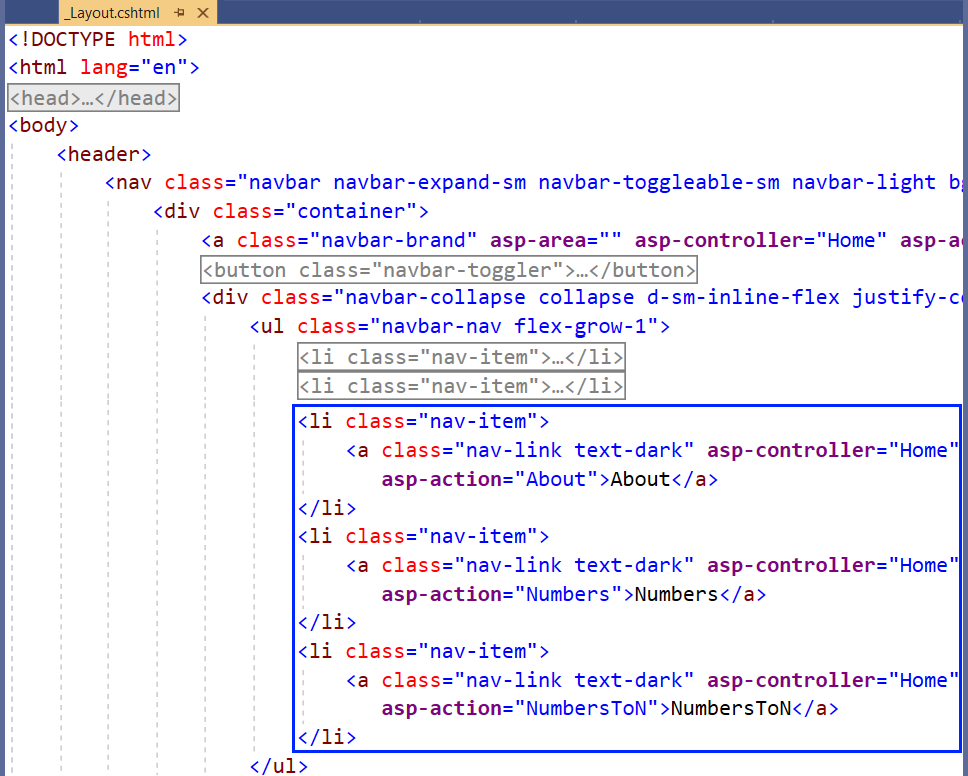 _Layout.cshtml
<!DOCTYPE html>
<html lang="en">
<head>…</head>
<body>
<header>
<nav class="navbar navbar-expand-sm navbar-toggleable-sm navbar-light
<div class="container">
<a class="navbar-brand" asp-area="" asp-controller="Home"
<button class="navbar-toggler">…</button>
<div class="navbar-collapse collapse d-sm-inline-flex
<ul class="navbar-nav flex-grow-1">
<li class="nav-item">…</li>
<li class="nav-item">…</li>
<li class="nav-item">
<a class="nav-link text-dark" asp-controller="Home"
asp-action="About">About</a>
</li>
<li class="nav-item">
<a class="nav-link text-dark" asp-controller="Home"
asp-action="Numbers">Numbers</a>
</li>
<li class="nav-item">
<a class="nav-link text-dark" asp-controller="Home"
asp-action="NumbersToN">NumbersToN</a>
</li>
</ul>